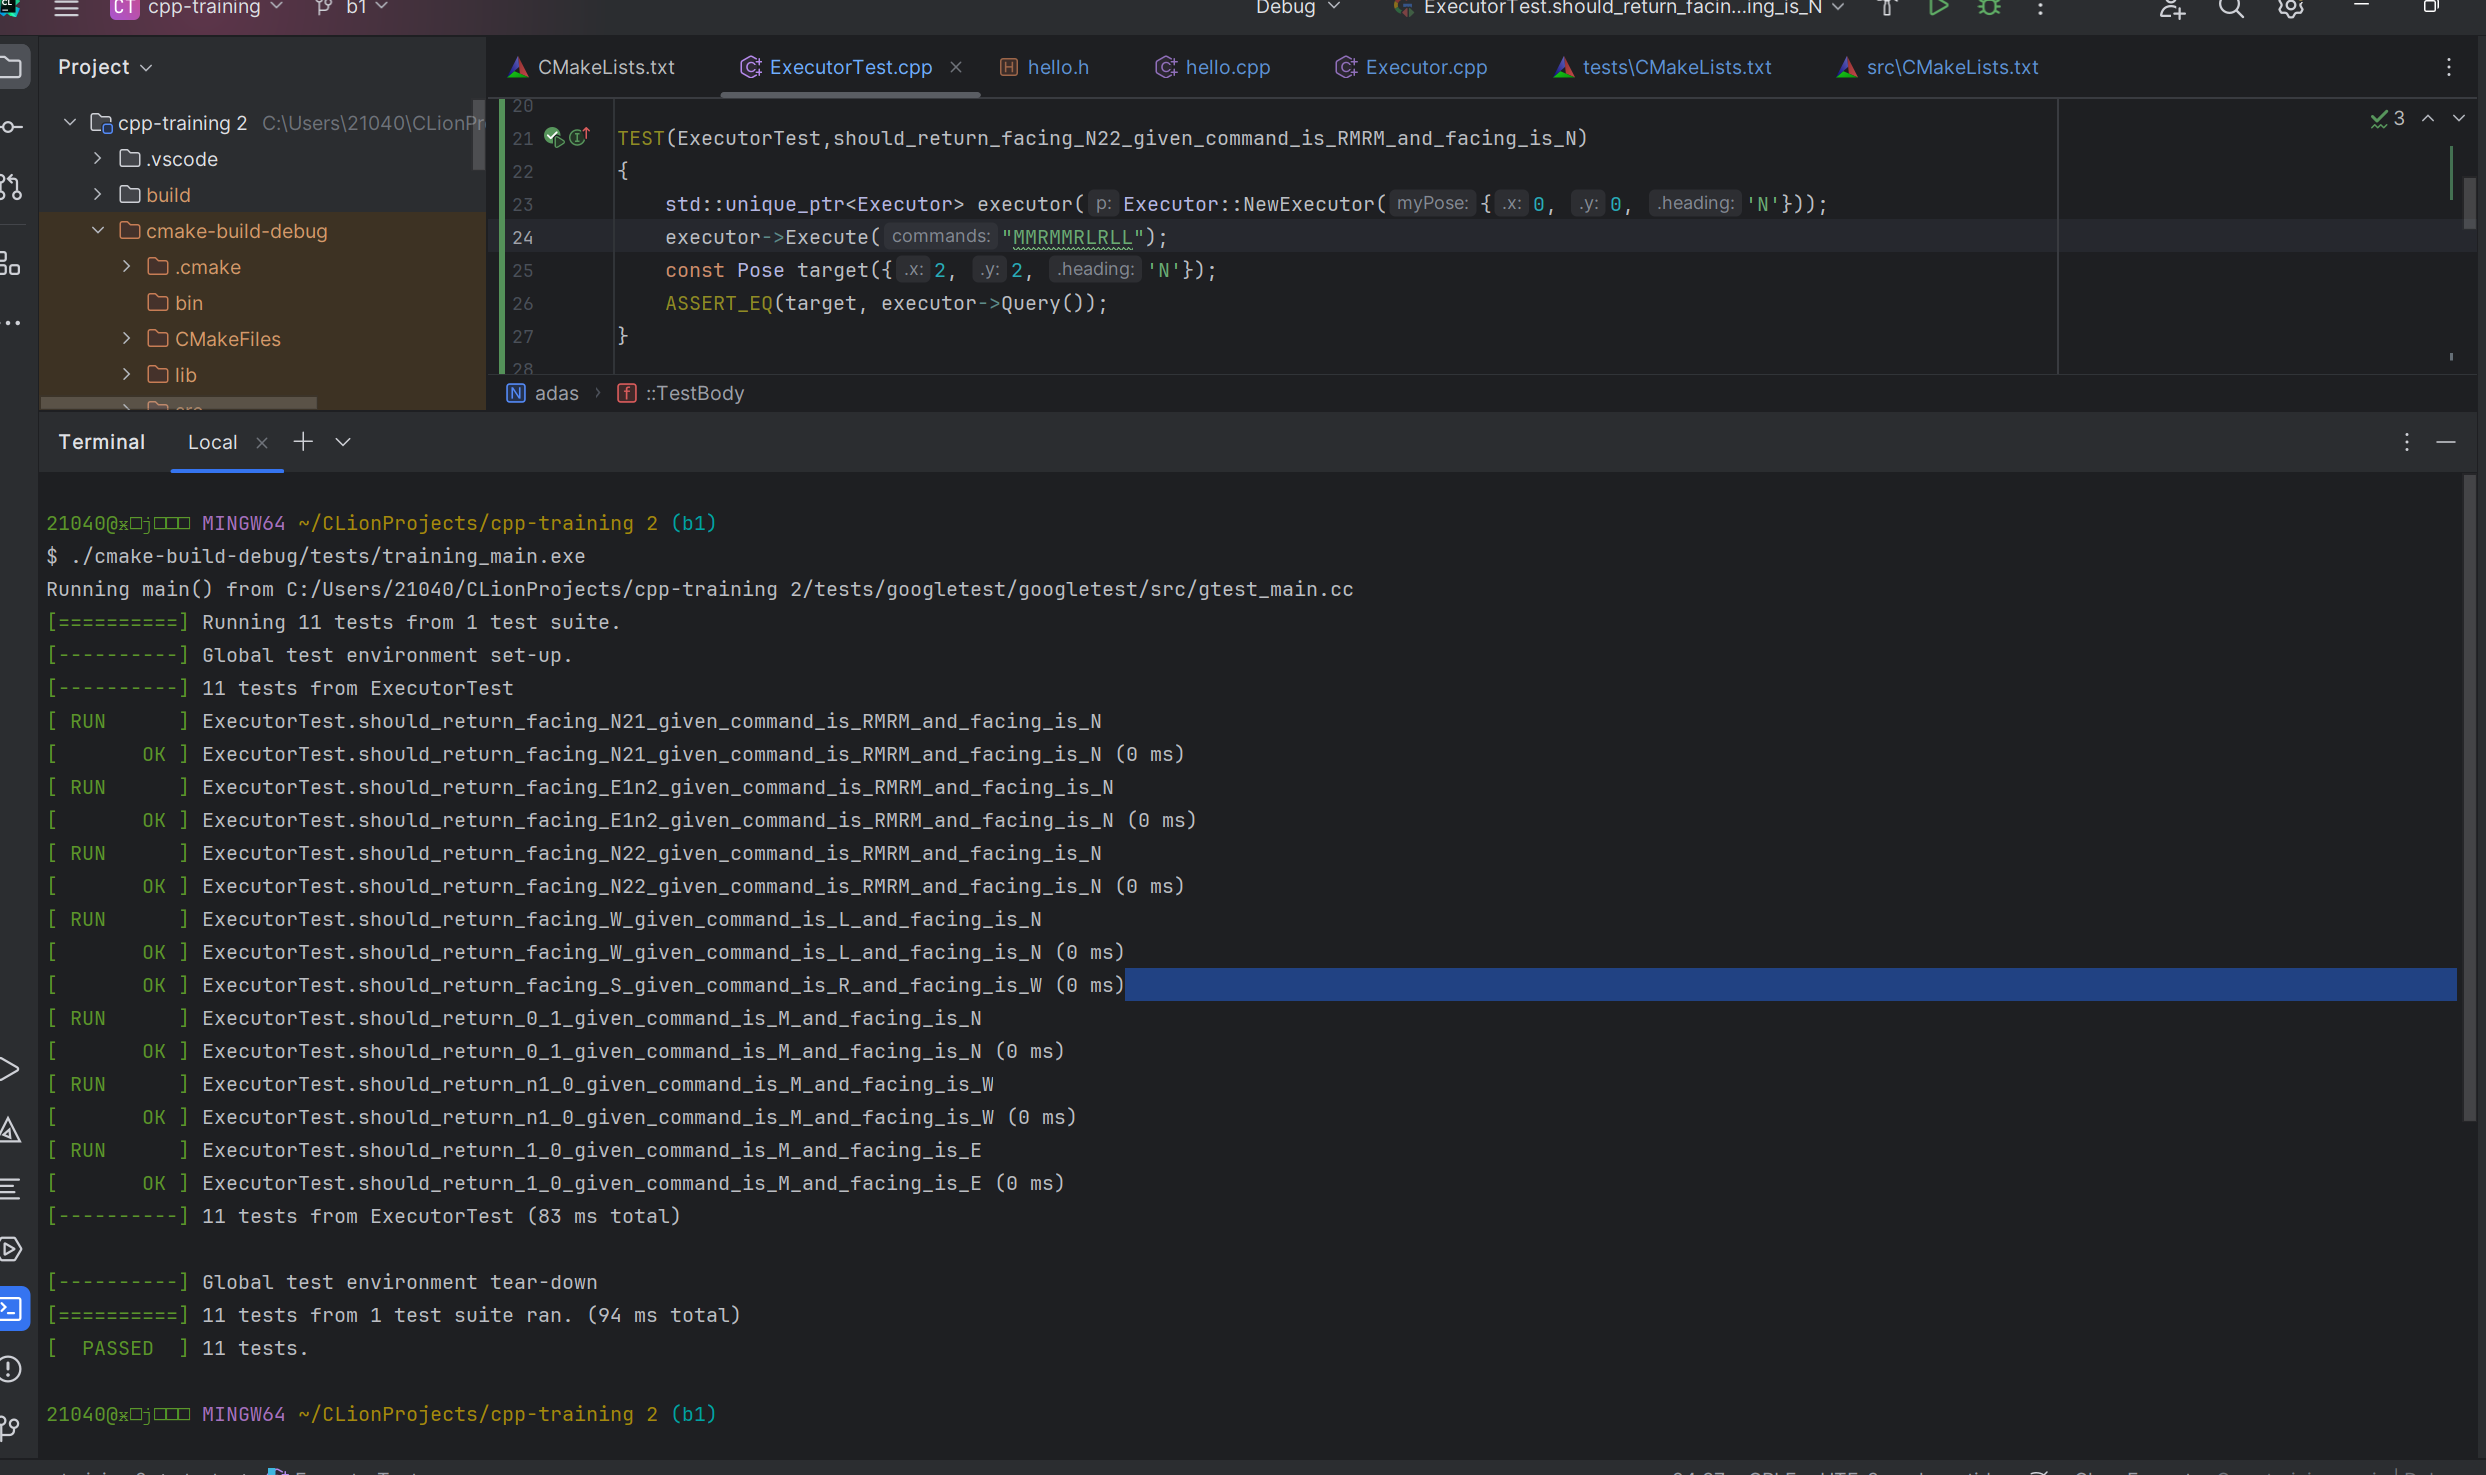 CT cpp-training b1 Debug ExecutorTest.should_return_facin...ing_is_N
Project
CMakeLists.txt ExecutorTest.cpp hello.h hello.cpp Executor.cpp tests\CMakeLists.txt src\CMakeLists.txt
cpp-training 2 C:\Users\21040\CLionPr
.vscode
build
cmake-build-debug
.cmake
bin
CMakeFiles
lib
src
20
21 TEST(ExecutorTest,should_return_facing_N22_given_command_is_RMRM_and_facing_is_N)
22 {
23 std::unique_ptr<Executor> executor( p: Executor::NewExecutor( myPose: { .x: 0, .y: 0, .heading: 'N'}));
24 executor->Execute( commands: "MMRMMRLRLL");
25 const Pose target({ .x: 2, .y: 2, .heading: 'N'});
26 ASSERT_EQ(target, executor->Query());
27 }
28
3
adas › ::TestBody
Terminal Local
21040@x□j□□□ MINGW64 ~/CLionProjects/cpp-training 2 (b1)
$ ./cmake-build-debug/tests/training_main.exe
Running main() from C:/Users/21040/CLionProjects/cpp-training 2/tests/googletest/googletest/src/gtest_main.cc
[==========] Running 11 tests from 1 test suite.
[----------] Global test environment set-up.
[----------] 11 tests from ExecutorTest
[ RUN      ] ExecutorTest.should_return_facing_N21_given_command_is_RMRM_and_facing_is_N
[       OK ] ExecutorTest.should_return_facing_N21_given_command_is_RMRM_and_facing_is_N (0 ms)
[ RUN      ] ExecutorTest.should_return_facing_E1n2_given_command_is_RMRM_and_facing_is_N
[       OK ] ExecutorTest.should_return_facing_E1n2_given_command_is_RMRM_and_facing_is_N (0 ms)
[ RUN      ] ExecutorTest.should_return_facing_N22_given_command_is_RMRM_and_facing_is_N
[       OK ] ExecutorTest.should_return_facing_N22_given_command_is_RMRM_and_facing_is_N (0 ms)
[ RUN      ] ExecutorTest.should_return_facing_W_given_command_is_L_and_facing_is_N
[       OK ] ExecutorTest.should_return_facing_W_given_command_is_L_and_facing_is_N (0 ms)
[       OK ] ExecutorTest.should_return_facing_S_given_command_is_R_and_facing_is_W (0 ms)
[ RUN      ] ExecutorTest.should_return_0_1_given_command_is_M_and_facing_is_N
[       OK ] ExecutorTest.should_return_0_1_given_command_is_M_and_facing_is_N (0 ms)
[ RUN      ] ExecutorTest.should_return_n1_0_given_command_is_M_and_facing_is_W
[       OK ] ExecutorTest.should_return_n1_0_given_command_is_M_and_facing_is_W (0 ms)
[ RUN      ] ExecutorTest.should_return_1_0_given_command_is_M_and_facing_is_E
[       OK ] ExecutorTest.should_return_1_0_given_command_is_M_and_facing_is_E (0 ms)
[----------] 11 tests from ExecutorTest (83 ms total)
[----------] Global test environment tear-down
[==========] 11 tests from 1 test suite ran. (94 ms total)
[  PASSED  ] 11 tests.
21040@x□j□□□ MINGW64 ~/CLionProjects/cpp-training 2 (b1)